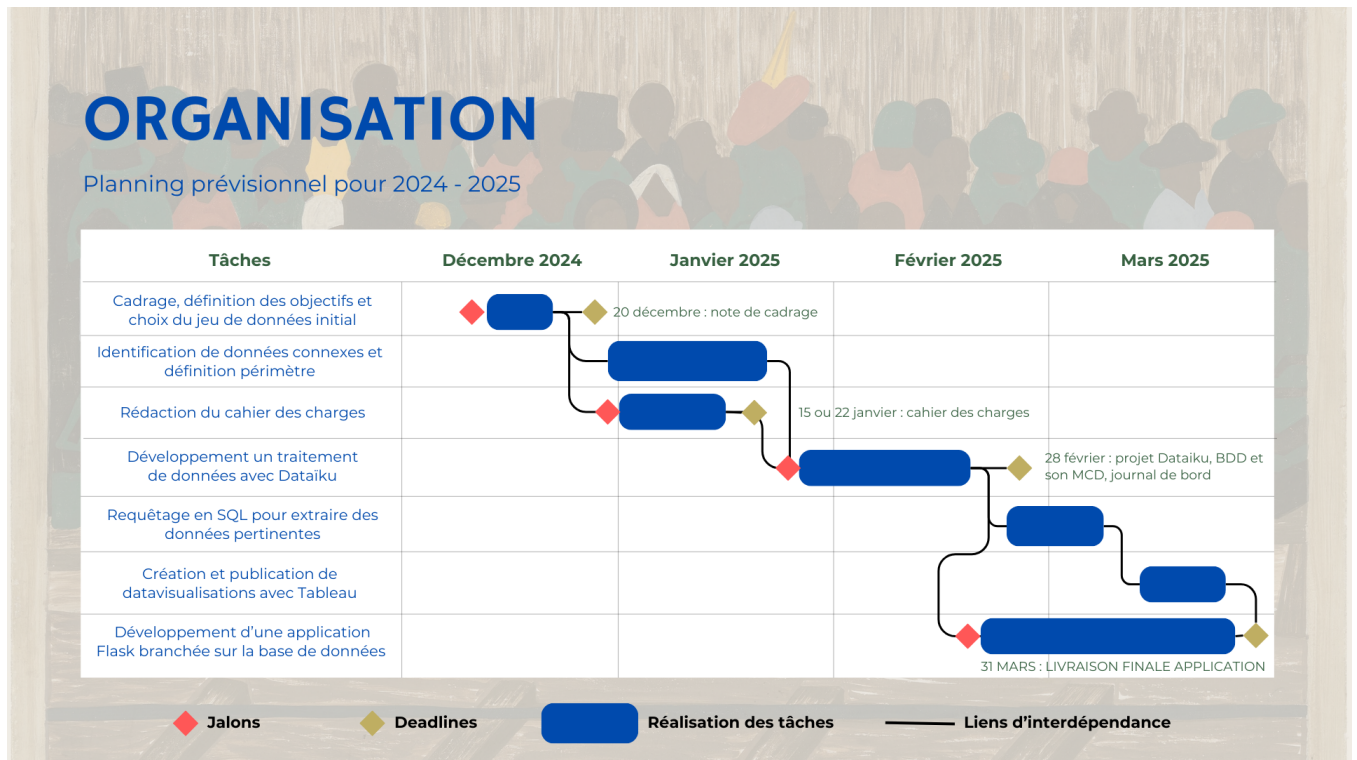 ORGANISATION
Planning prévisionnel pour 2024 - 2025
Tâches
Décembre 2024
Janvier 2025
Février 2025
Mars 2025
Cadrage, définition des objectifs et
choix du jeu de données initial
20 décembre : note de cadrage
Identification de données connexes et
définition périmètre
Rédaction du cahier des charges
15 ou 22 janvier : cahier des charges
Développement un traitement
de données avec Dataïku
28 février : projet Dataiku, BDD et
son MCD, journal de bord
Requêtage en SQL pour extraire des
données pertinentes
Création et publication de
datavisualisations avec Tableau
Développement d’une application
Flask branchée sur la base de données
31 MARS : LIVRAISON FINALE APPLICATION
Jalons
Deadlines
Réalisation des tâches
Liens d’interdépendance